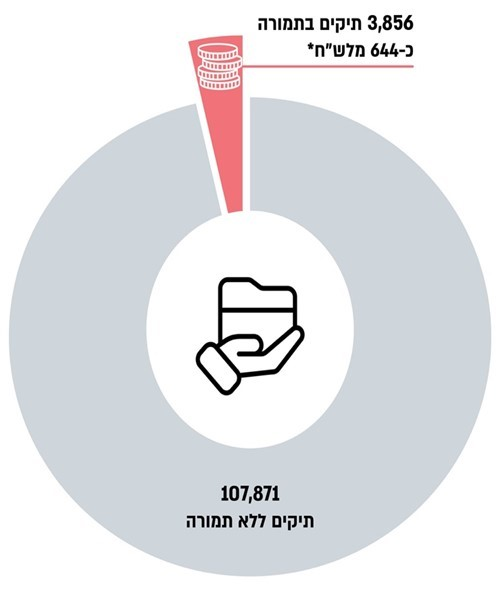 3,856 תיקים בתמורה
כ-644 מלש"ח*
107,871
תיקים ללא תמורה